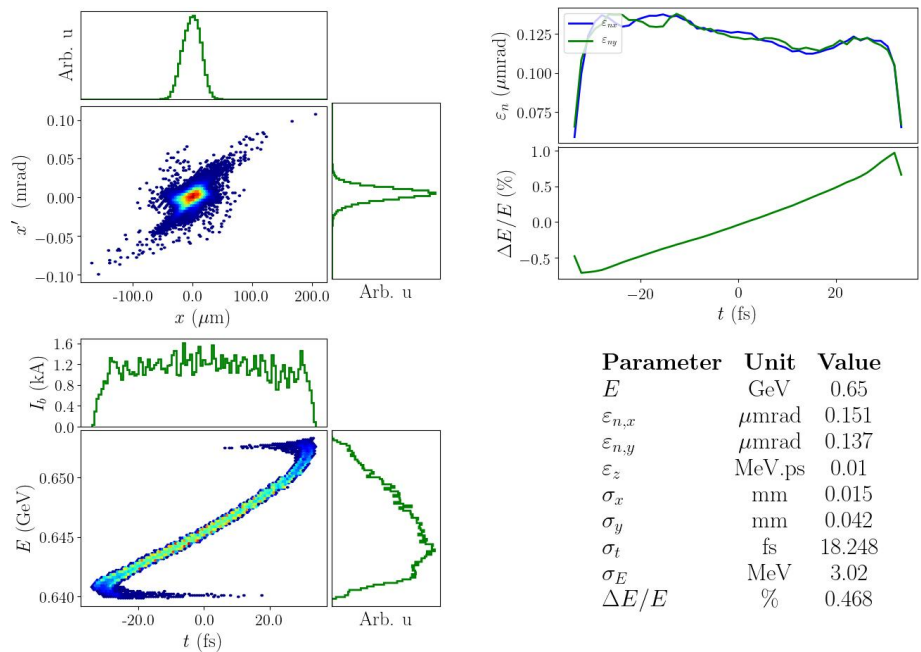 Arb. u
0.10
0.05
0.00
−0.05
−0.10
x′ (mrad)
-100.0 0.0 100.0 200.0
x (μm)
Arb. u
ε_nx
ε_ny
0.125
0.100
0.075
ε_n (μmrad)
1.0
0.5
0.0
−0.5
ΔE/E (%)
−20 0 20
t (fs)
1.6
1.2
0.8
0.4
0.0
I_b (kA)
0.650
0.645
0.640
E (GeV)
-20.0 0.0 20.0
t (fs)
Arb. u
Parameter Unit Value
E GeV 0.65
ε_n,x μmrad 0.151
ε_n,y μmrad 0.137
ε_z MeV.ps 0.01
σ_x mm 0.015
σ_y mm 0.042
σ_t fs 18.248
σ_E MeV 3.02
ΔE/E % 0.468